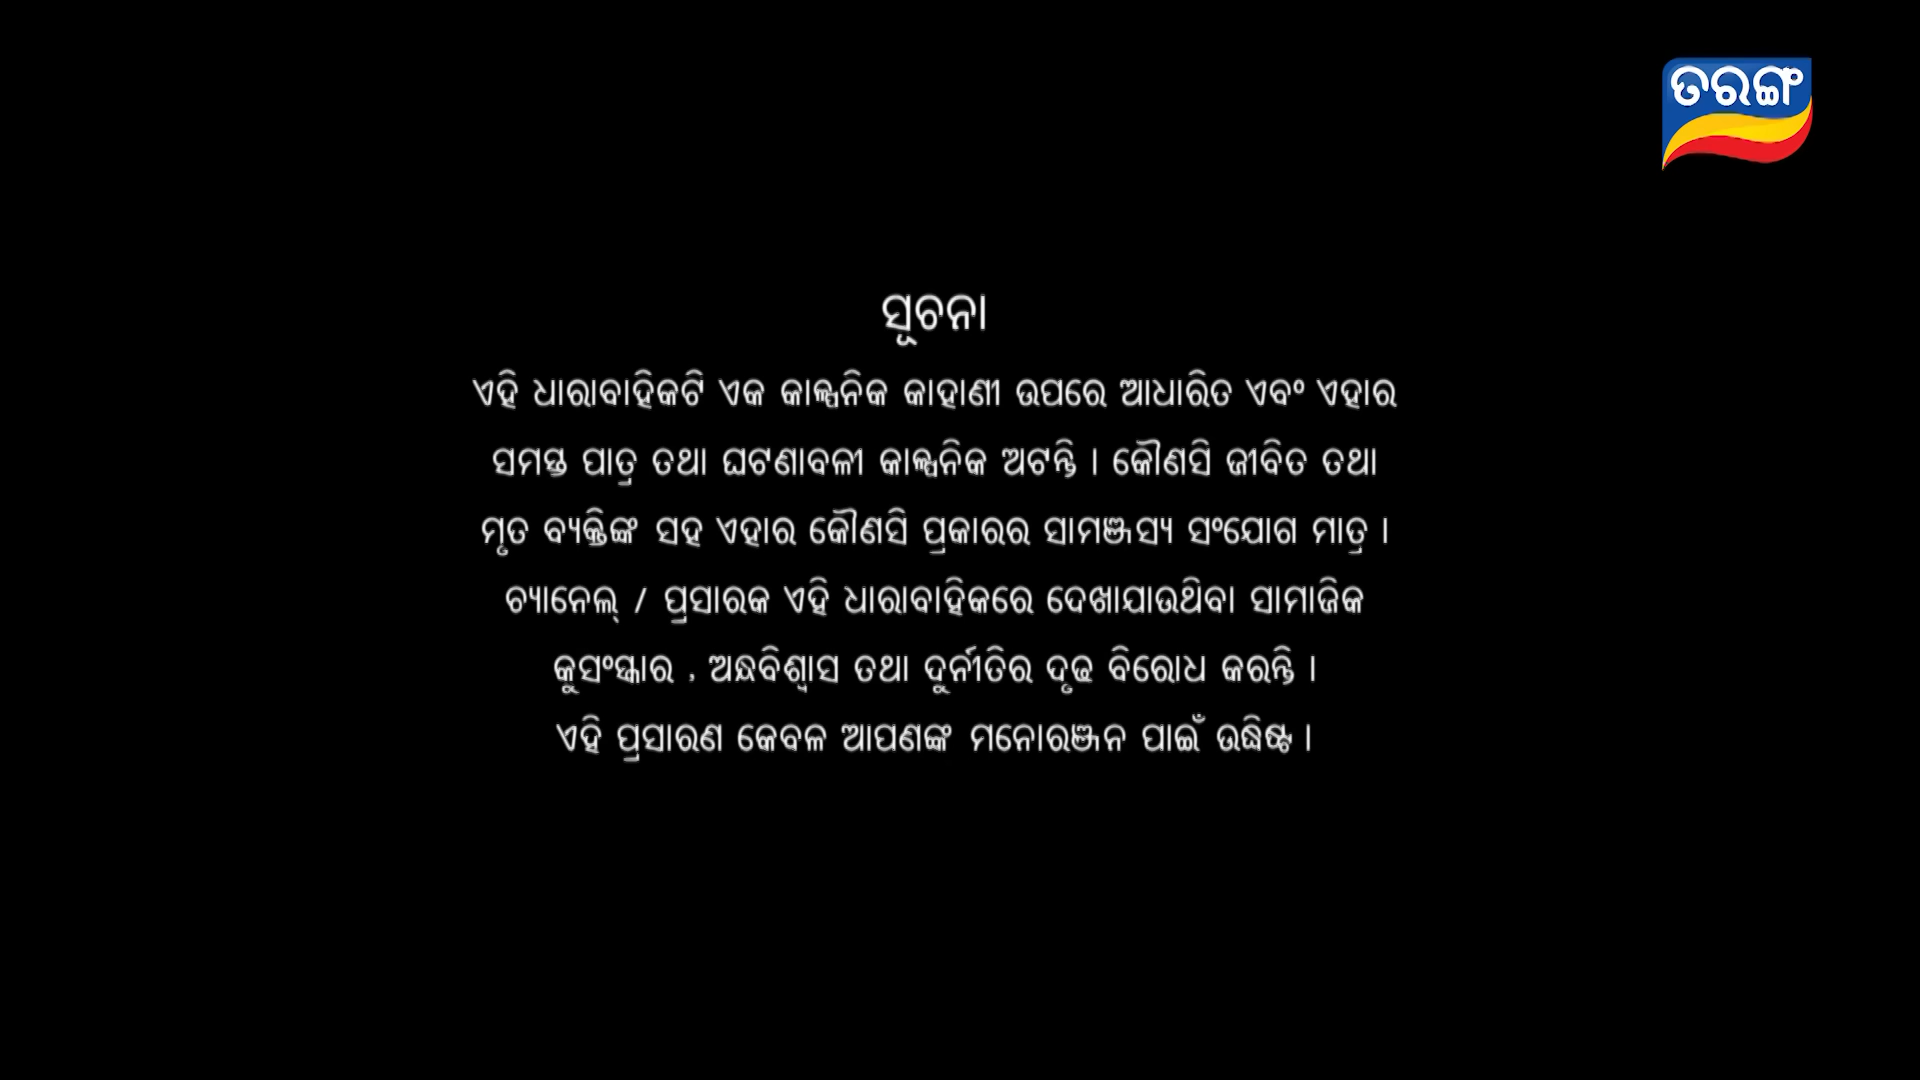 ତରଙ୍ଗ
ସୂଚନା
ଏହି ଧାରାବାହିକଟି ଏକ କାଳ୍ପନିକ କାହାଣୀ ଉପରେ ଆଧାରିତ ଏବଂ ଏହାର
ସମସ୍ତ ପାତ୍ର ତଥା ଘଟଣାବଳୀ କାଳ୍ପନିକ ଅଟନ୍ତି । କୌଣସି ଜୀବିତ ତଥା
ମୃତ ବ୍ୟକ୍ତିଙ୍କ ସହ ଏହାର କୌଣସି ପ୍ରକାରର ସାମଞ୍ଜସ୍ୟ ସଂଯୋଗ ମାତ୍ର ।
ଚ୍ୟାନେଲ୍ / ପ୍ରସାରକ ଏହି ଧାରାବାହିକରେ ଦେଖାଯାଉଥିବା ସାମାଜିକ
କୁସଂସ୍କାର , ଅନ୍ଧବିଶ୍ୱାସ ତଥା ଦୁର୍ନୀତିର ଦୃଢ ବିରୋଧ କରନ୍ତି ।
ଏହି ପ୍ରସାରଣ କେବଳ ଆପଣଙ୍କ ମନୋରଞ୍ଜନ ପାଇଁ ଉଦ୍ଧିଷ୍ଟ ।